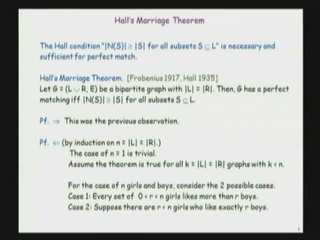 Hall's Marriage Theorem
The Hall condition "|N(S)| ≥ |S| for all subsets S ⊆ L" is necessary and
sufficient for perfect match.
Hall's Marriage Theorem. [Frobenius 1917, Hall 1935]
Let G = (L ∪ R, E) be a bipartite graph with |L| = |R|. Then, G has a perfect
matching iff |N(S)| ≥ |S| for all subsets S ⊆ L.
Pf. ⇒ This was the previous observation.
Pf. ⇐ (by induction on n = |L| = |R|.)
The case of n = 1 is trivial.
Assume the theorem is true for all k = |L| = |R| graphs with k < n.
For the case of n girls and boys, consider the 2 possible cases.
Case 1: Every set of 0 < r < n girls likes more than r boys.
Case 2: Suppose there are r < n girls who like exactly r boys.